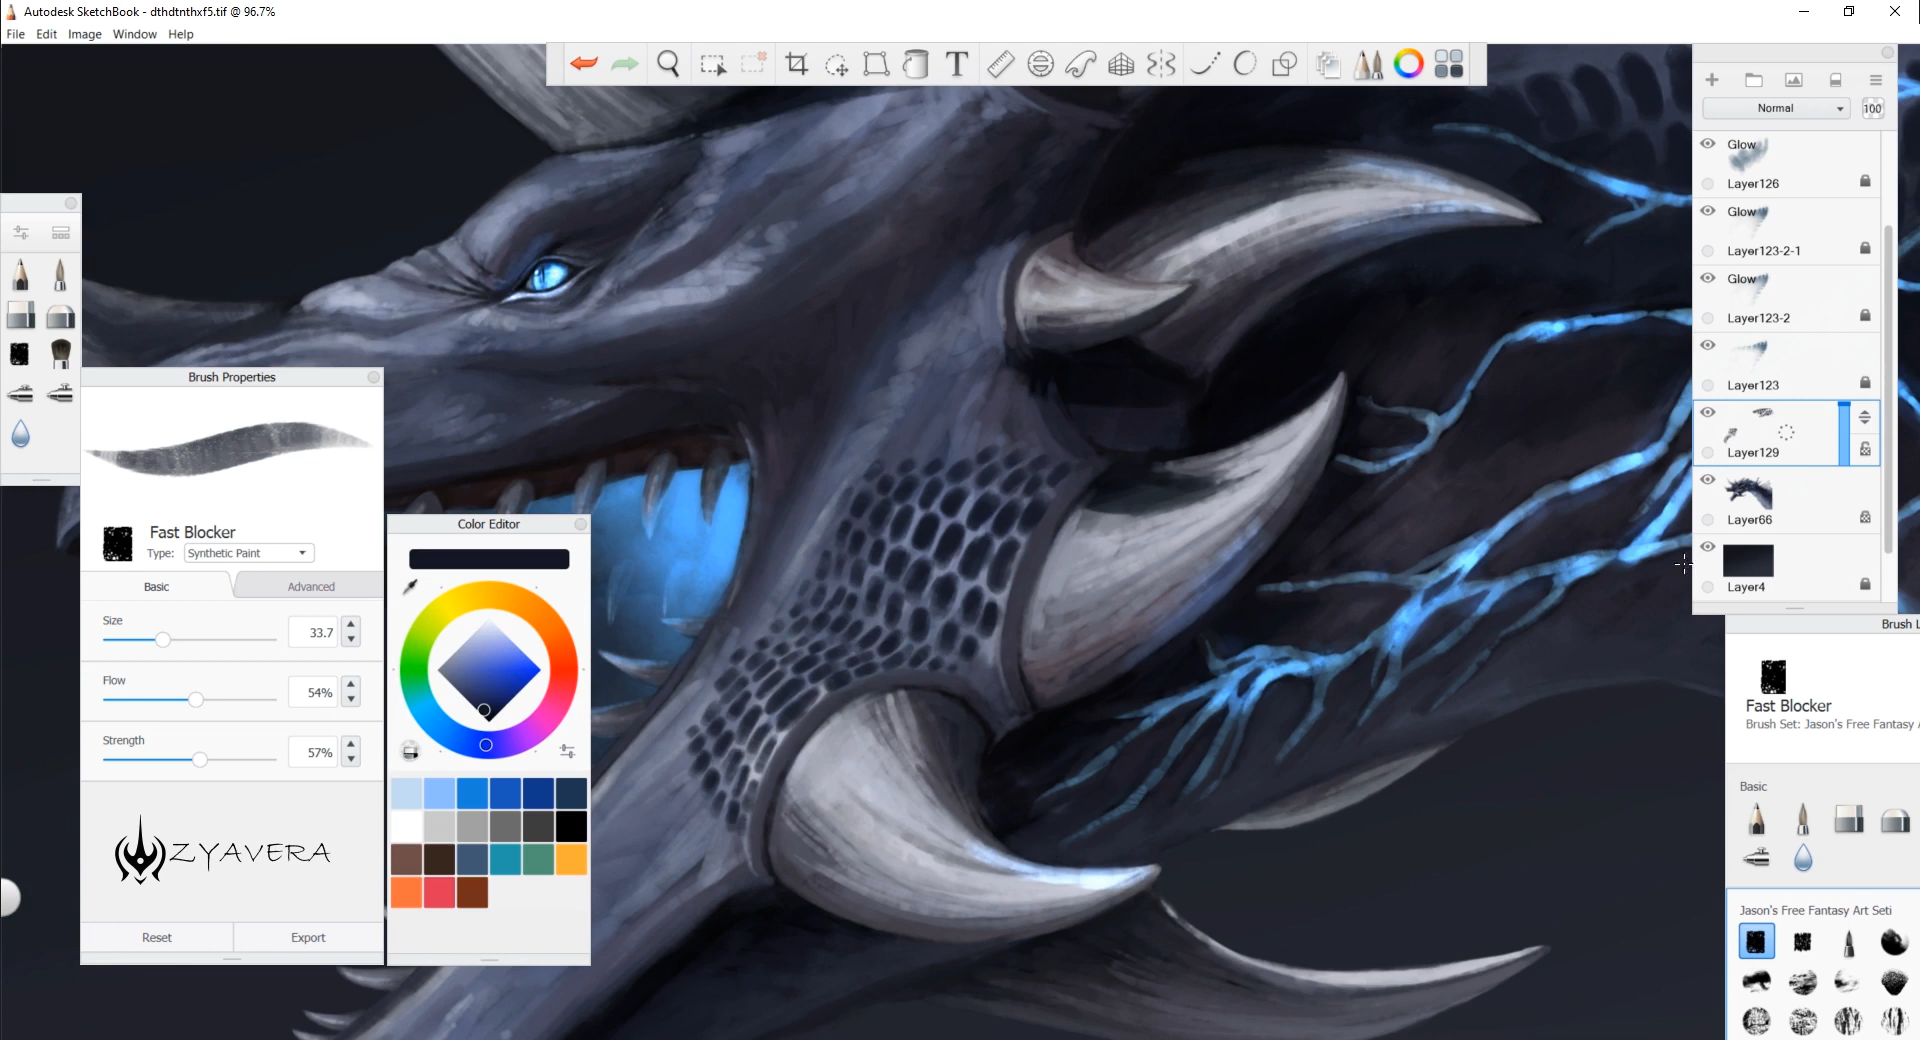 Autodesk SketchBook - dthdtnthxf5.tif @ 96.7%
File Edit Image Window Help
T
Normal
100
Glow
Layer126
Glow
Layer123-2-1
Glow
Layer123-2
Layer123
Layer129
Layer66
Layer4
Brush Properties
Fast Blocker
Type: Synthetic Paint
Basic Advanced
Size
33.7
Flow
54%
Strength
57%
ZYAVERA
Reset Export
Color Editor
Brush L
Fast Blocker
Brush Set: Jason's Free Fantasy A
Basic
Jason's Free Fantasy Art Seti